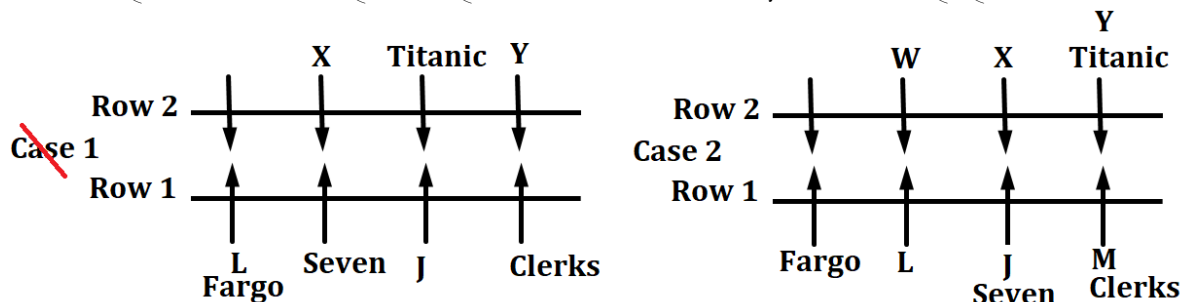 X Titanic Y
Row 2
Case 1
Row 1
L Seven J Clerks
Fargo
Y
W X Titanic
Row 2
Case 2
Row 1
Fargo L J M
Seven Clerks